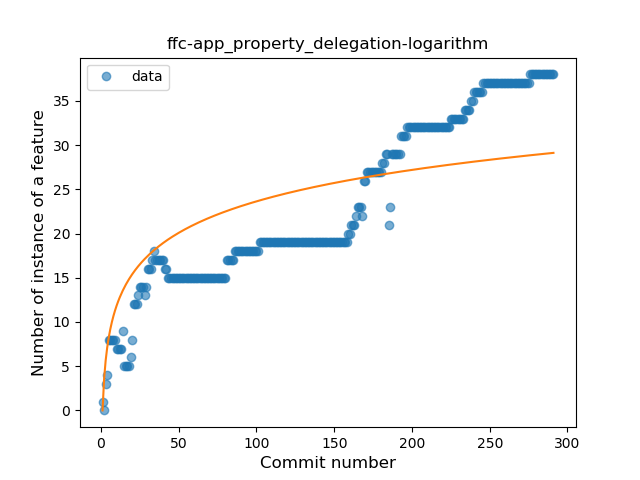 ffc-app_property_delegation-logarithm
data
Number of instance of a feature
35
30
25
20
15
10
5
0
0 50 100 150 200 250 300
Commit number